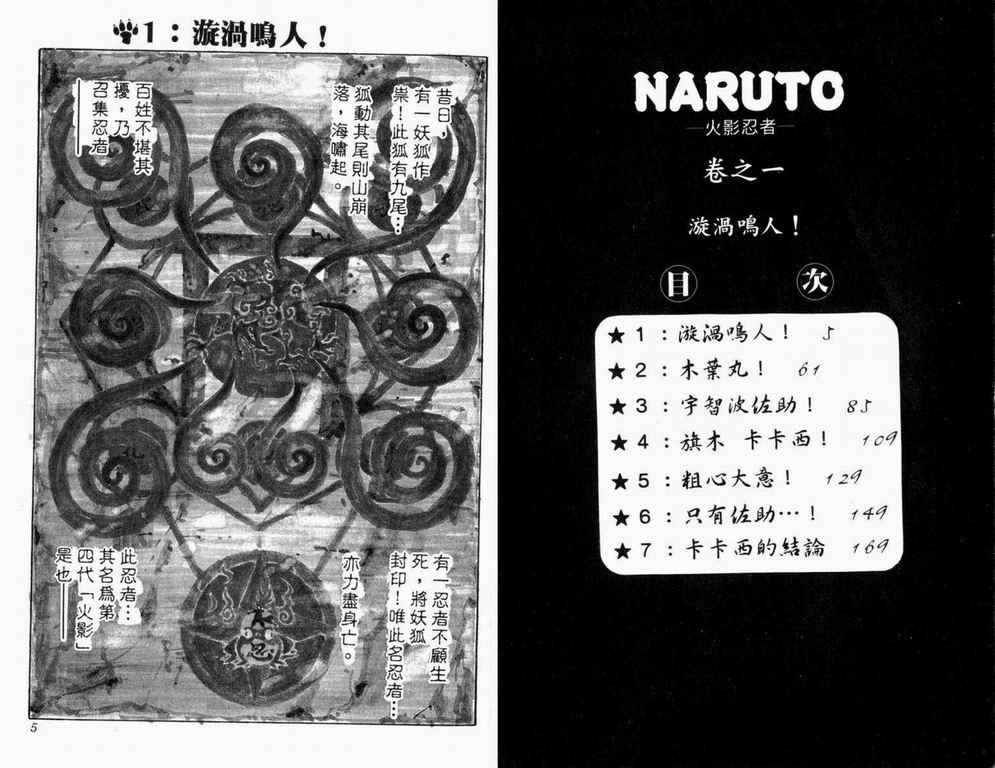 NARUTO
—火影忍者—
卷之一
漩渦鳴人！
目 次
★1：漩渦鳴人！ 5
★2：木葉丸！ 61
★3：宇智波佐助！ 85
★4：旗木 卡卡西！ 109
★5：粗心大意！ 129
★6：只有佐助…！ 149
★7：卡卡西的結論 169
1：漩渦鳴人！
昔日，
有一妖狐作
祟！此狐有九尾…
狐動其尾則山崩
落，海嘯起。
百姓不堪其
擾，乃
召集忍者——
有一忍者不顧生
死，將妖狐
封印！唯此名忍者…
亦力盡身亡。
此忍者…
其名爲第
四代「火影」
是也——
忍
5